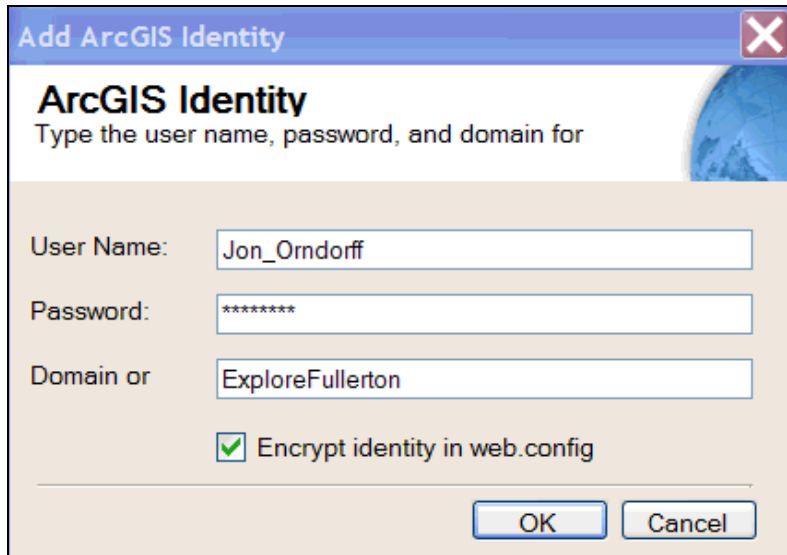 Add ArcGIS Identity
ArcGIS Identity
Type the user name, password, and domain for
User Name:
Jon_Orndorff
Password:
********
Domain or
ExploreFullerton
Encrypt identity in web.config
OK
Cancel